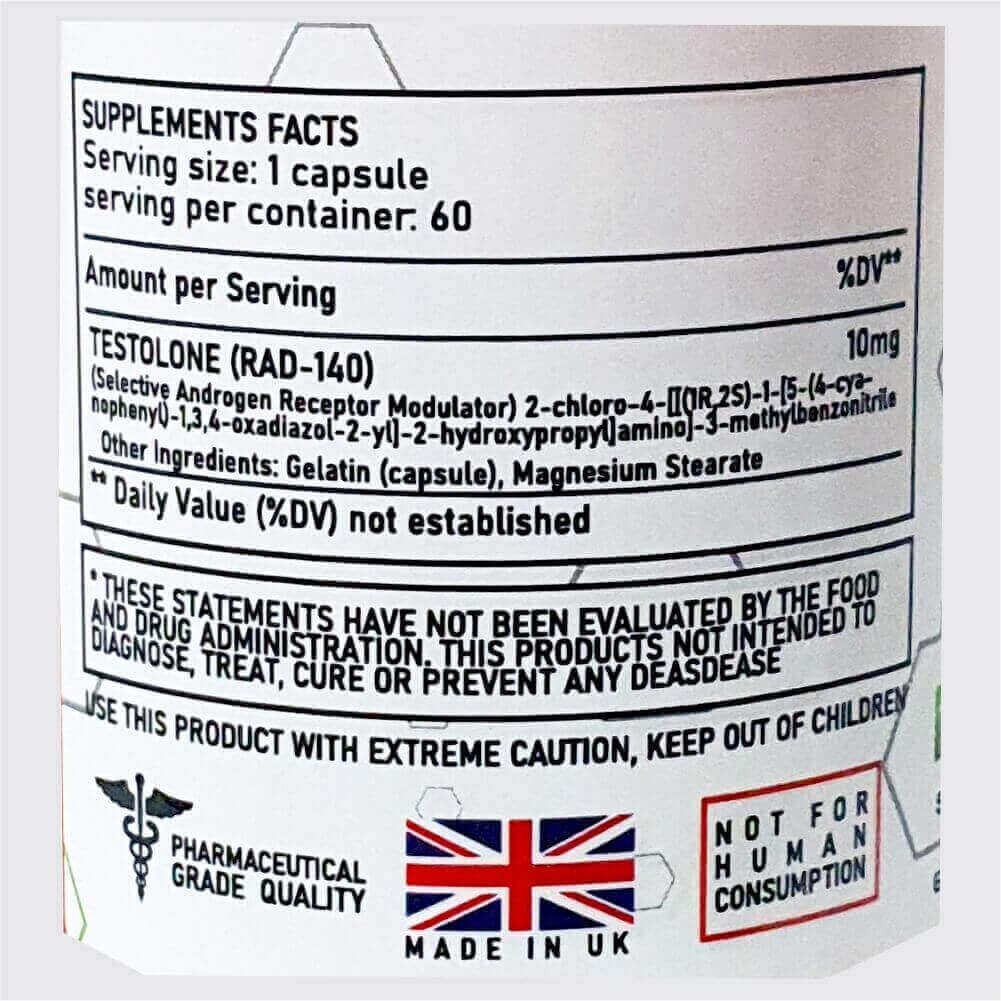 SUPPLEMENTS FACTS
Serving size: 1 capsule
serving per container: 60
Amount per Serving %DV**
TESTOLONE (RAD-140) 10mg
(Selective Androgen Receptor Modulator) 2-chloro-4-[[(1R,2S)-1-[5-(4-cya-
nophenyl)-1,3,4-oxadiazol-2-yl]-2-hydroxypropyl]amino]-3-methylbenzonitrile
Other Ingredients: Gelatin (capsule), Magnesium Stearate
** Daily Value (%DV) not established
* THESE STATEMENTS HAVE NOT BEEN EVALUATED BY THE FOOD
AND DRUG ADMINISTRATION. THIS PRODUCTS NOT INTENDED TO
DIAGNOSE, TREAT, CURE OR PREVENT ANY DEASDEASE
USE THIS PRODUCT WITH EXTREME CAUTION, KEEP OUT OF CHILDREN
PHARMACEUTICAL
GRADE QUALITY
MADE IN UK
NOT FOR
HUMAN
CONSUMPTION